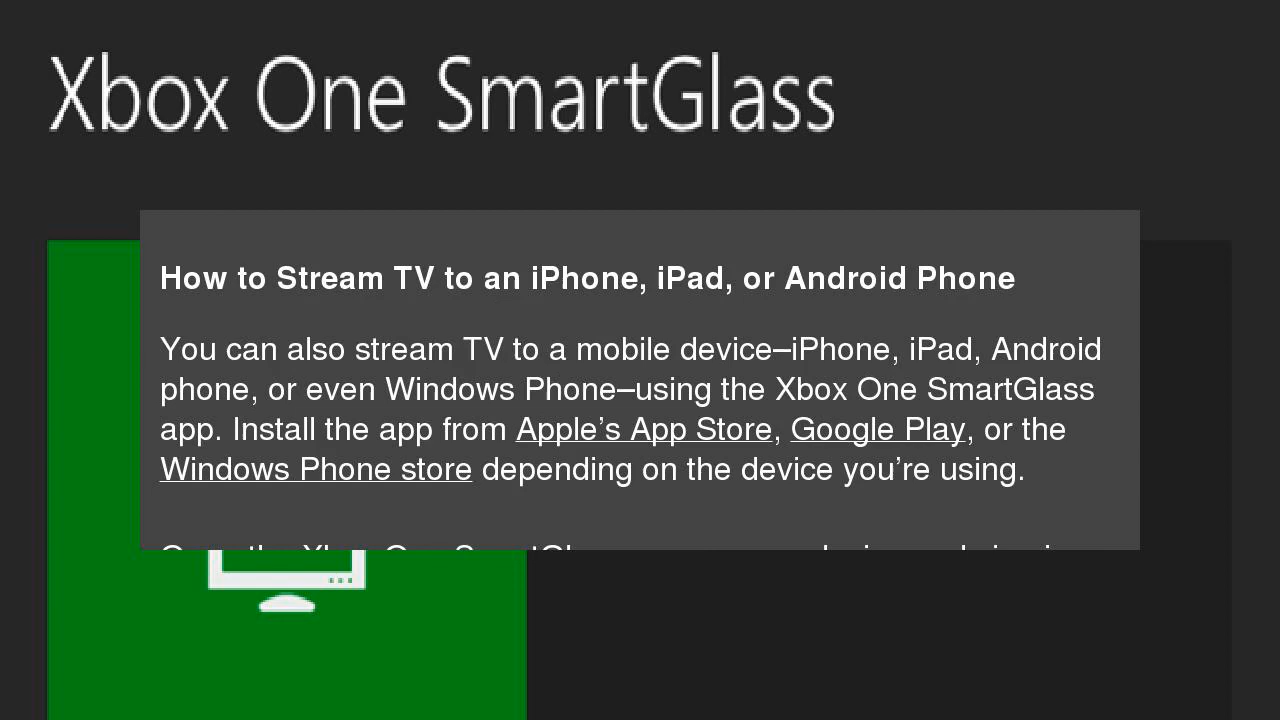 Xbox One SmartGlass
How to Stream TV to an iPhone, iPad, or Android Phone
You can also stream TV to a mobile device–iPhone, iPad, Android
phone, or even Windows Phone–using the Xbox One SmartGlass
app. Install the app from Apple’s App Store, Google Play, or the
Windows Phone store depending on the device you’re using.